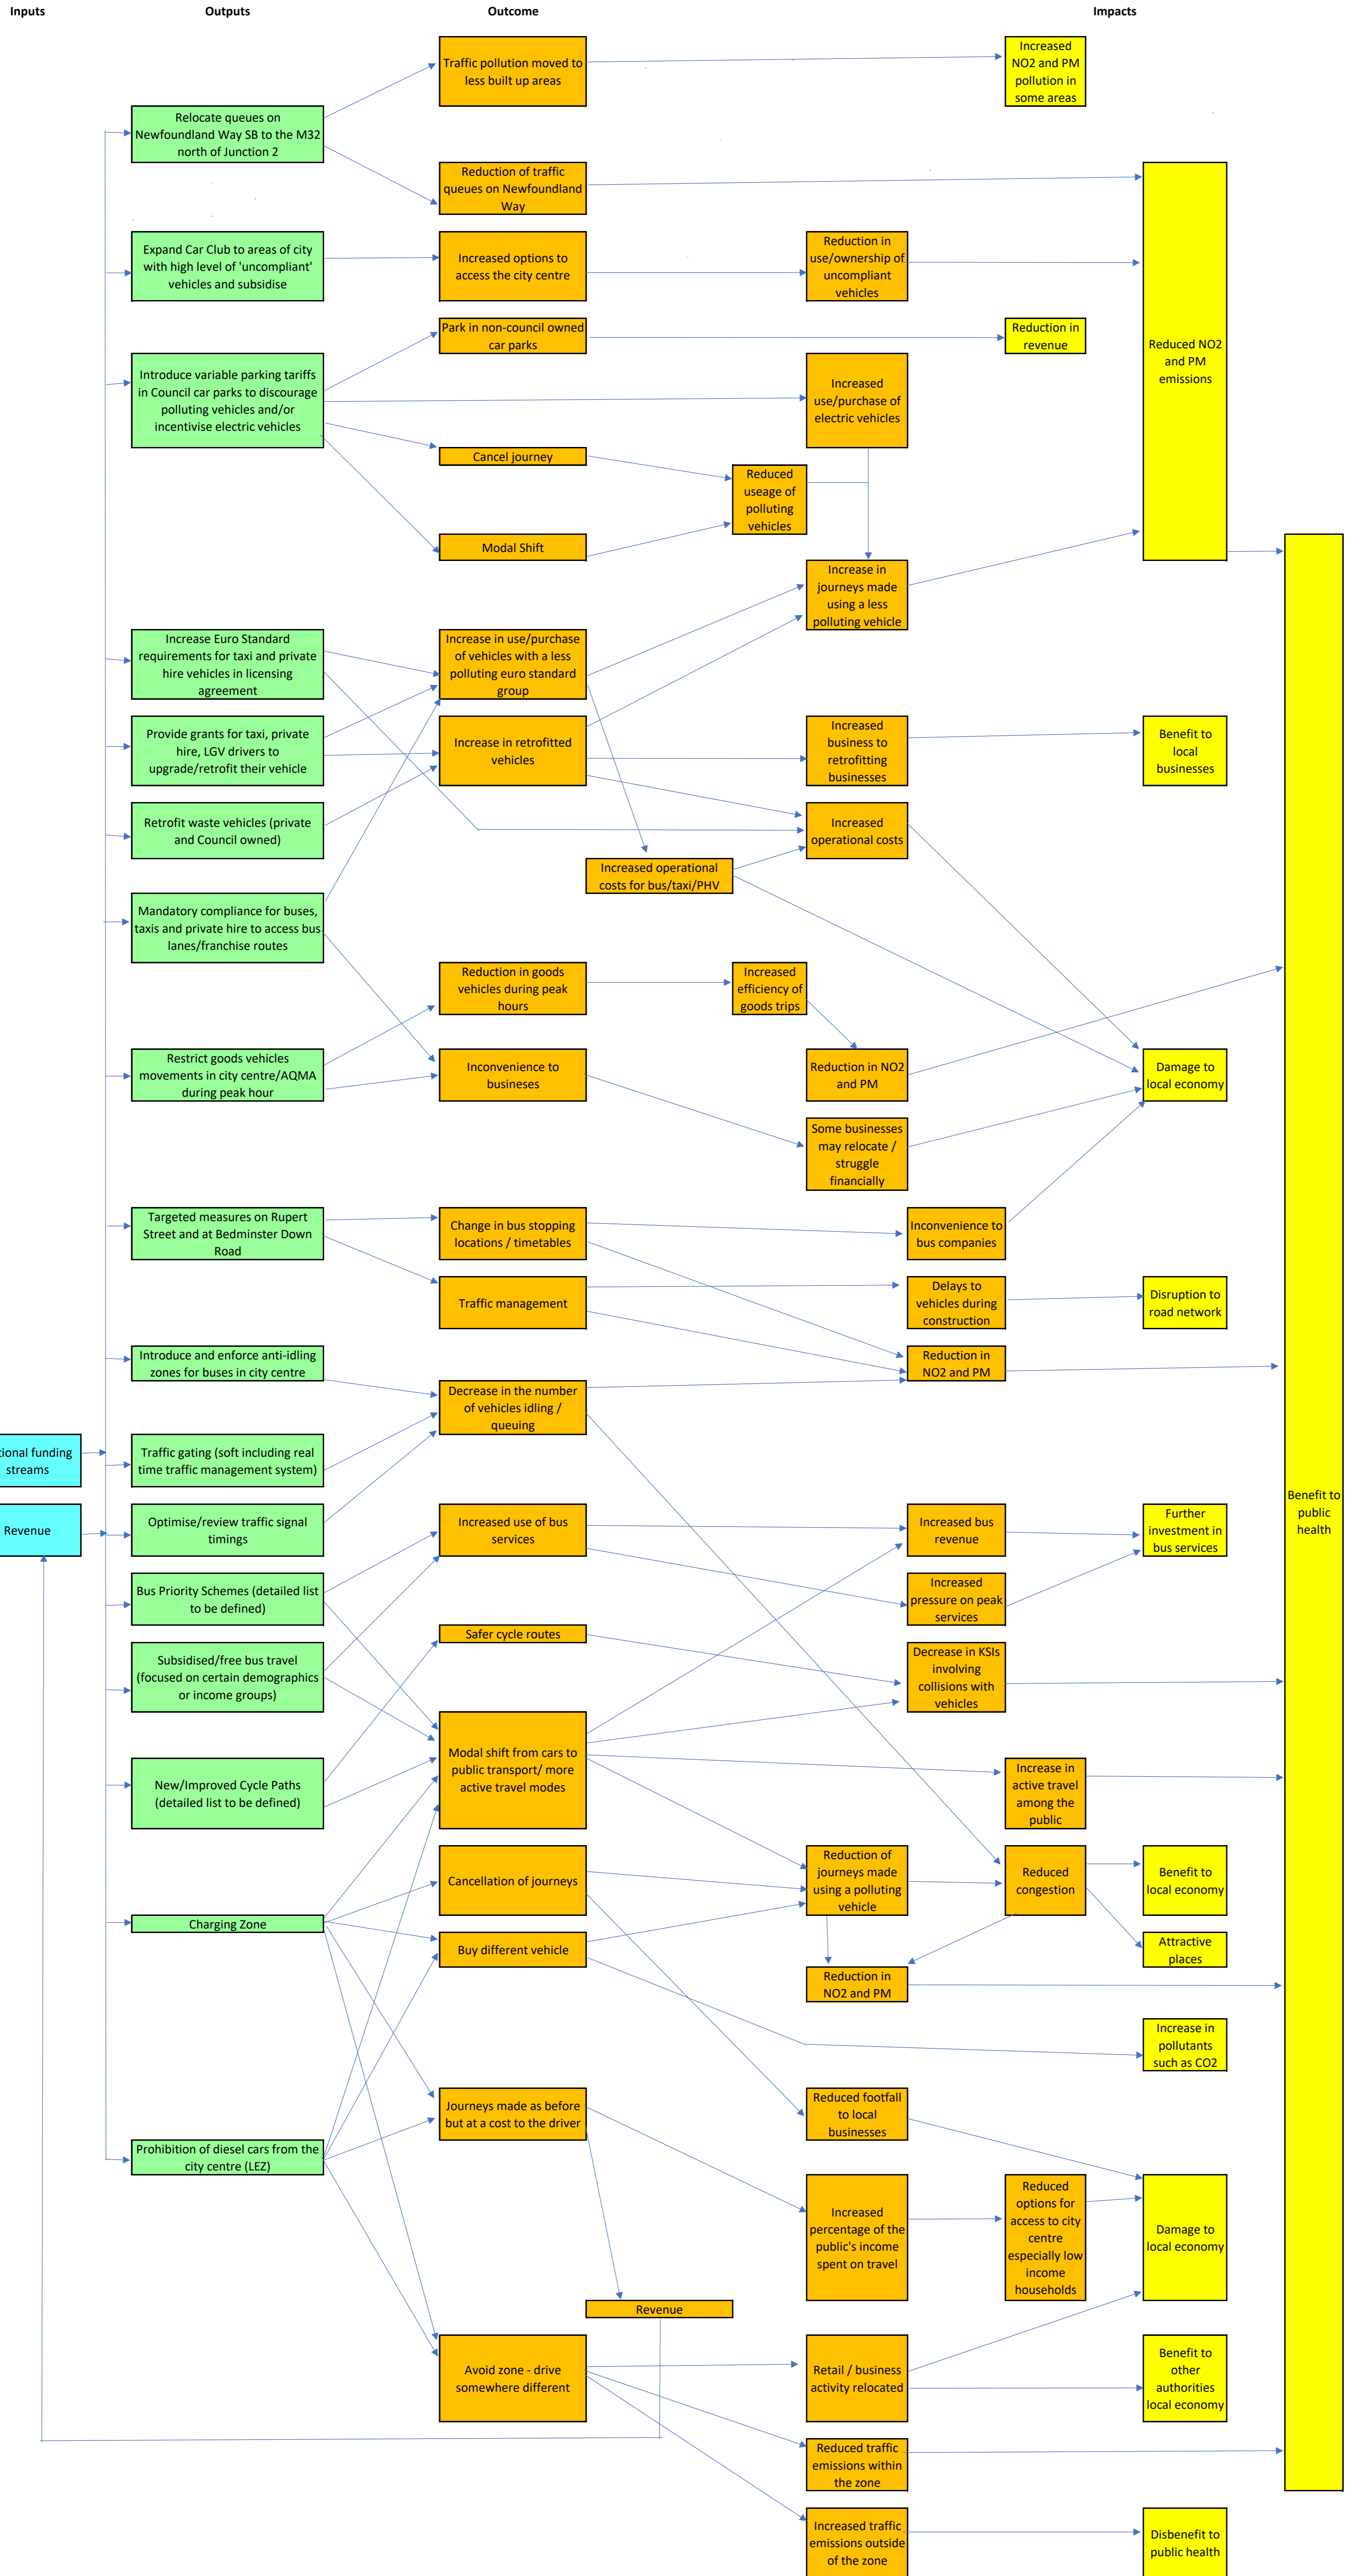 Inputs
Outputs
Outcome
Impacts
Traffic pollution moved to
less built up areas
Increased
NO2 and PM
pollution in
some areas
Relocate queues on
Newfoundland Way SB to the M32
north of Junction 2
Reduction of traffic
queues on Newfoundland
Way
Expand Car Club to areas of city
with high level of 'uncompliant'
vehicles and subsidise
Increased options to
access the city centre
Reduction in
use/ownership of
uncompliant
vehicles
Park in non-council owned
car parks
Reduction in
revenue
Reduced NO2
and PM
emissions
Introduce variable parking tariffs
in Council car parks to discourage
polluting vehicles and/or
incentivise electric vehicles
Increased
use/purchase of
electric vehicles
Cancel journey
Reduced
useage of
polluting
vehicles
Modal Shift
Increase in
journeys made
using a less
polluting vehicle
Increase Euro Standard
requirements for taxi and private
hire vehicles in licensing
agreement
Increase in use/purchase
of vehicles with a less
polluting euro standard
group
Provide grants for taxi, private
hire, LGV drivers to
upgrade/retrofit their vehicle
Increase in retrofitted
vehicles
Increased
business to
retrofitting
businesses
Benefit to
local
businesses
Retrofit waste vehicles (private
and Council owned)
Increased
operational costs
Increased operational
costs for bus/taxi/PHV
Mandatory compliance for buses,
taxis and private hire to access bus
lanes/franchise routes
Reduction in goods
vehicles during peak
hours
Increased
efficiency of
goods trips
Restrict goods vehicles
movements in city centre/AQMA
during peak hour
Inconvenience to
busineses
Reduction in NO2
and PM
Damage to
local economy
Some businesses
may relocate /
struggle
financially
Targeted measures on Rupert
Street and at Bedminster Down
Road
Change in bus stopping
locations / timetables
Inconvenience to
bus companies
Traffic management
Delays to
vehicles during
construction
Disruption to
road network
Introduce and enforce anti-idling
zones for buses in city centre
Reduction in
NO2 and PM
Decrease in the number
of vehicles idling /
queuing
tional funding
streams
Traffic gating (soft including real
time traffic management system)
Benefit to
public
health
Revenue
Optimise/review traffic signal
timings
Increased use of bus
services
Increased bus
revenue
Further
investment in
bus services
Bus Priority Schemes (detailed list
to be defined)
Increased
pressure on peak
services
Safer cycle routes
Subsidised/free bus travel
(focused on certain demographics
or income groups)
Decrease in KSIs
involving
collisions with
vehicles
Modal shift from cars to
public transport/ more
active travel modes
New/Improved Cycle Paths
(detailed list to be defined)
Increase in
active travel
among the
public
Cancellation of journeys
Reduction of
journeys made
using a polluting
vehicle
Reduced
congestion
Benefit to
local economy
Charging Zone
Buy different vehicle
Attractive
places
Reduction in
NO2 and PM
Increase in
pollutants
such as CO2
Journeys made as before
but at a cost to the driver
Reduced footfall
to local
businesses
Prohibition of diesel cars from the
city centre (LEZ)
Increased
percentage of the
public's income
spent on travel
Reduced
options for
access to city
centre
especially low
income
households
Damage to
local economy
Revenue
Avoid zone - drive
somewhere different
Retail / business
activity relocated
Benefit to
other
authorities
local economy
Reduced traffic
emissions within
the zone
Increased traffic
emissions outside
of the zone
Disbenefit to
public health